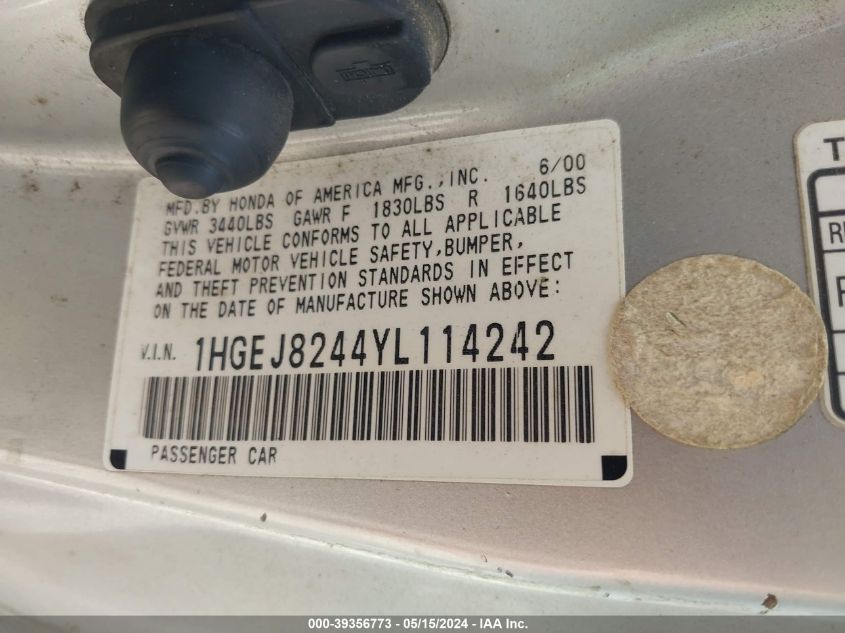 MFD.BY HONDA OF AMERICA MFG.,INC. 6/00
GVWR 3440LBS GAWR F 1830LBS R 1640LBS
THIS VEHICLE CONFORMS TO ALL APPLICABLE
FEDERAL MOTOR VEHICLE SAFETY,BUMPER,
AND THEFT PREVENTION STANDARDS IN EFFECT
ON THE DATE OF MANUFACTURE SHOWN ABOVE:
V.I.N. 1HGEJ8244YL114242
PASSENGER CAR
000-39356773 - 05/15/2024 - IAA Inc.